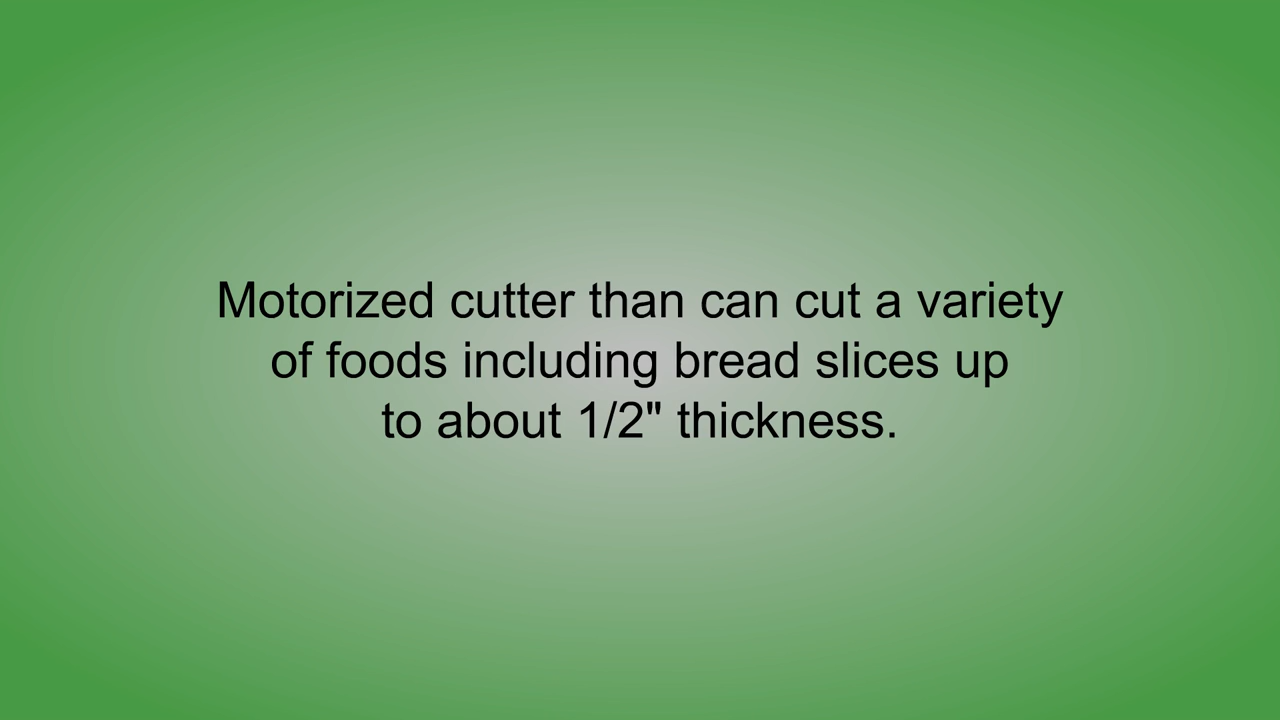 Motorized cutter than can cut a variety
of foods including bread slices up
to about 1/2" thickness.